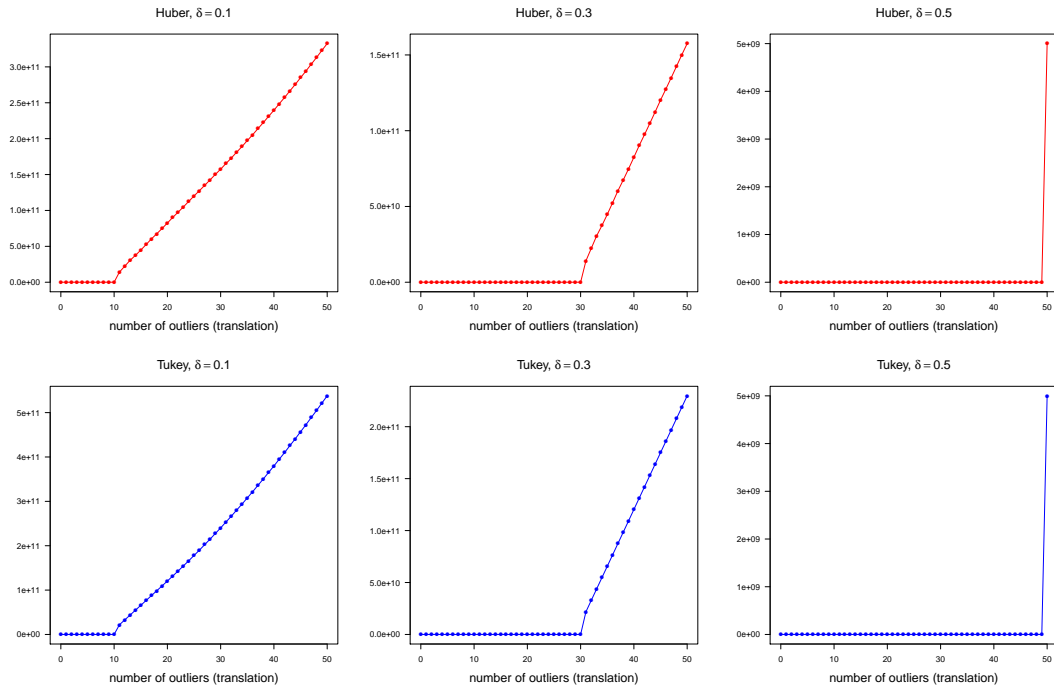 Huber, δ = 0.1
3.0e+11
2.5e+11
2.0e+11
1.5e+11
1.0e+11
5.0e+10
0.0e+00
0 10 20 30 40 50
number of outliers (translation)
Huber, δ = 0.3
1.5e+11
1.0e+11
5.0e+10
0.0e+00
0 10 20 30 40 50
number of outliers (translation)
Huber, δ = 0.5
5e+09
4e+09
3e+09
2e+09
1e+09
0e+00
0 10 20 30 40 50
number of outliers (translation)
Tukey, δ = 0.1
5e+11
4e+11
3e+11
2e+11
1e+11
0e+00
0 10 20 30 40 50
number of outliers (translation)
Tukey, δ = 0.3
2.0e+11
1.5e+11
1.0e+11
5.0e+10
0.0e+00
0 10 20 30 40 50
number of outliers (translation)
Tukey, δ = 0.5
5e+09
4e+09
3e+09
2e+09
1e+09
0e+00
0 10 20 30 40 50
number of outliers (translation)